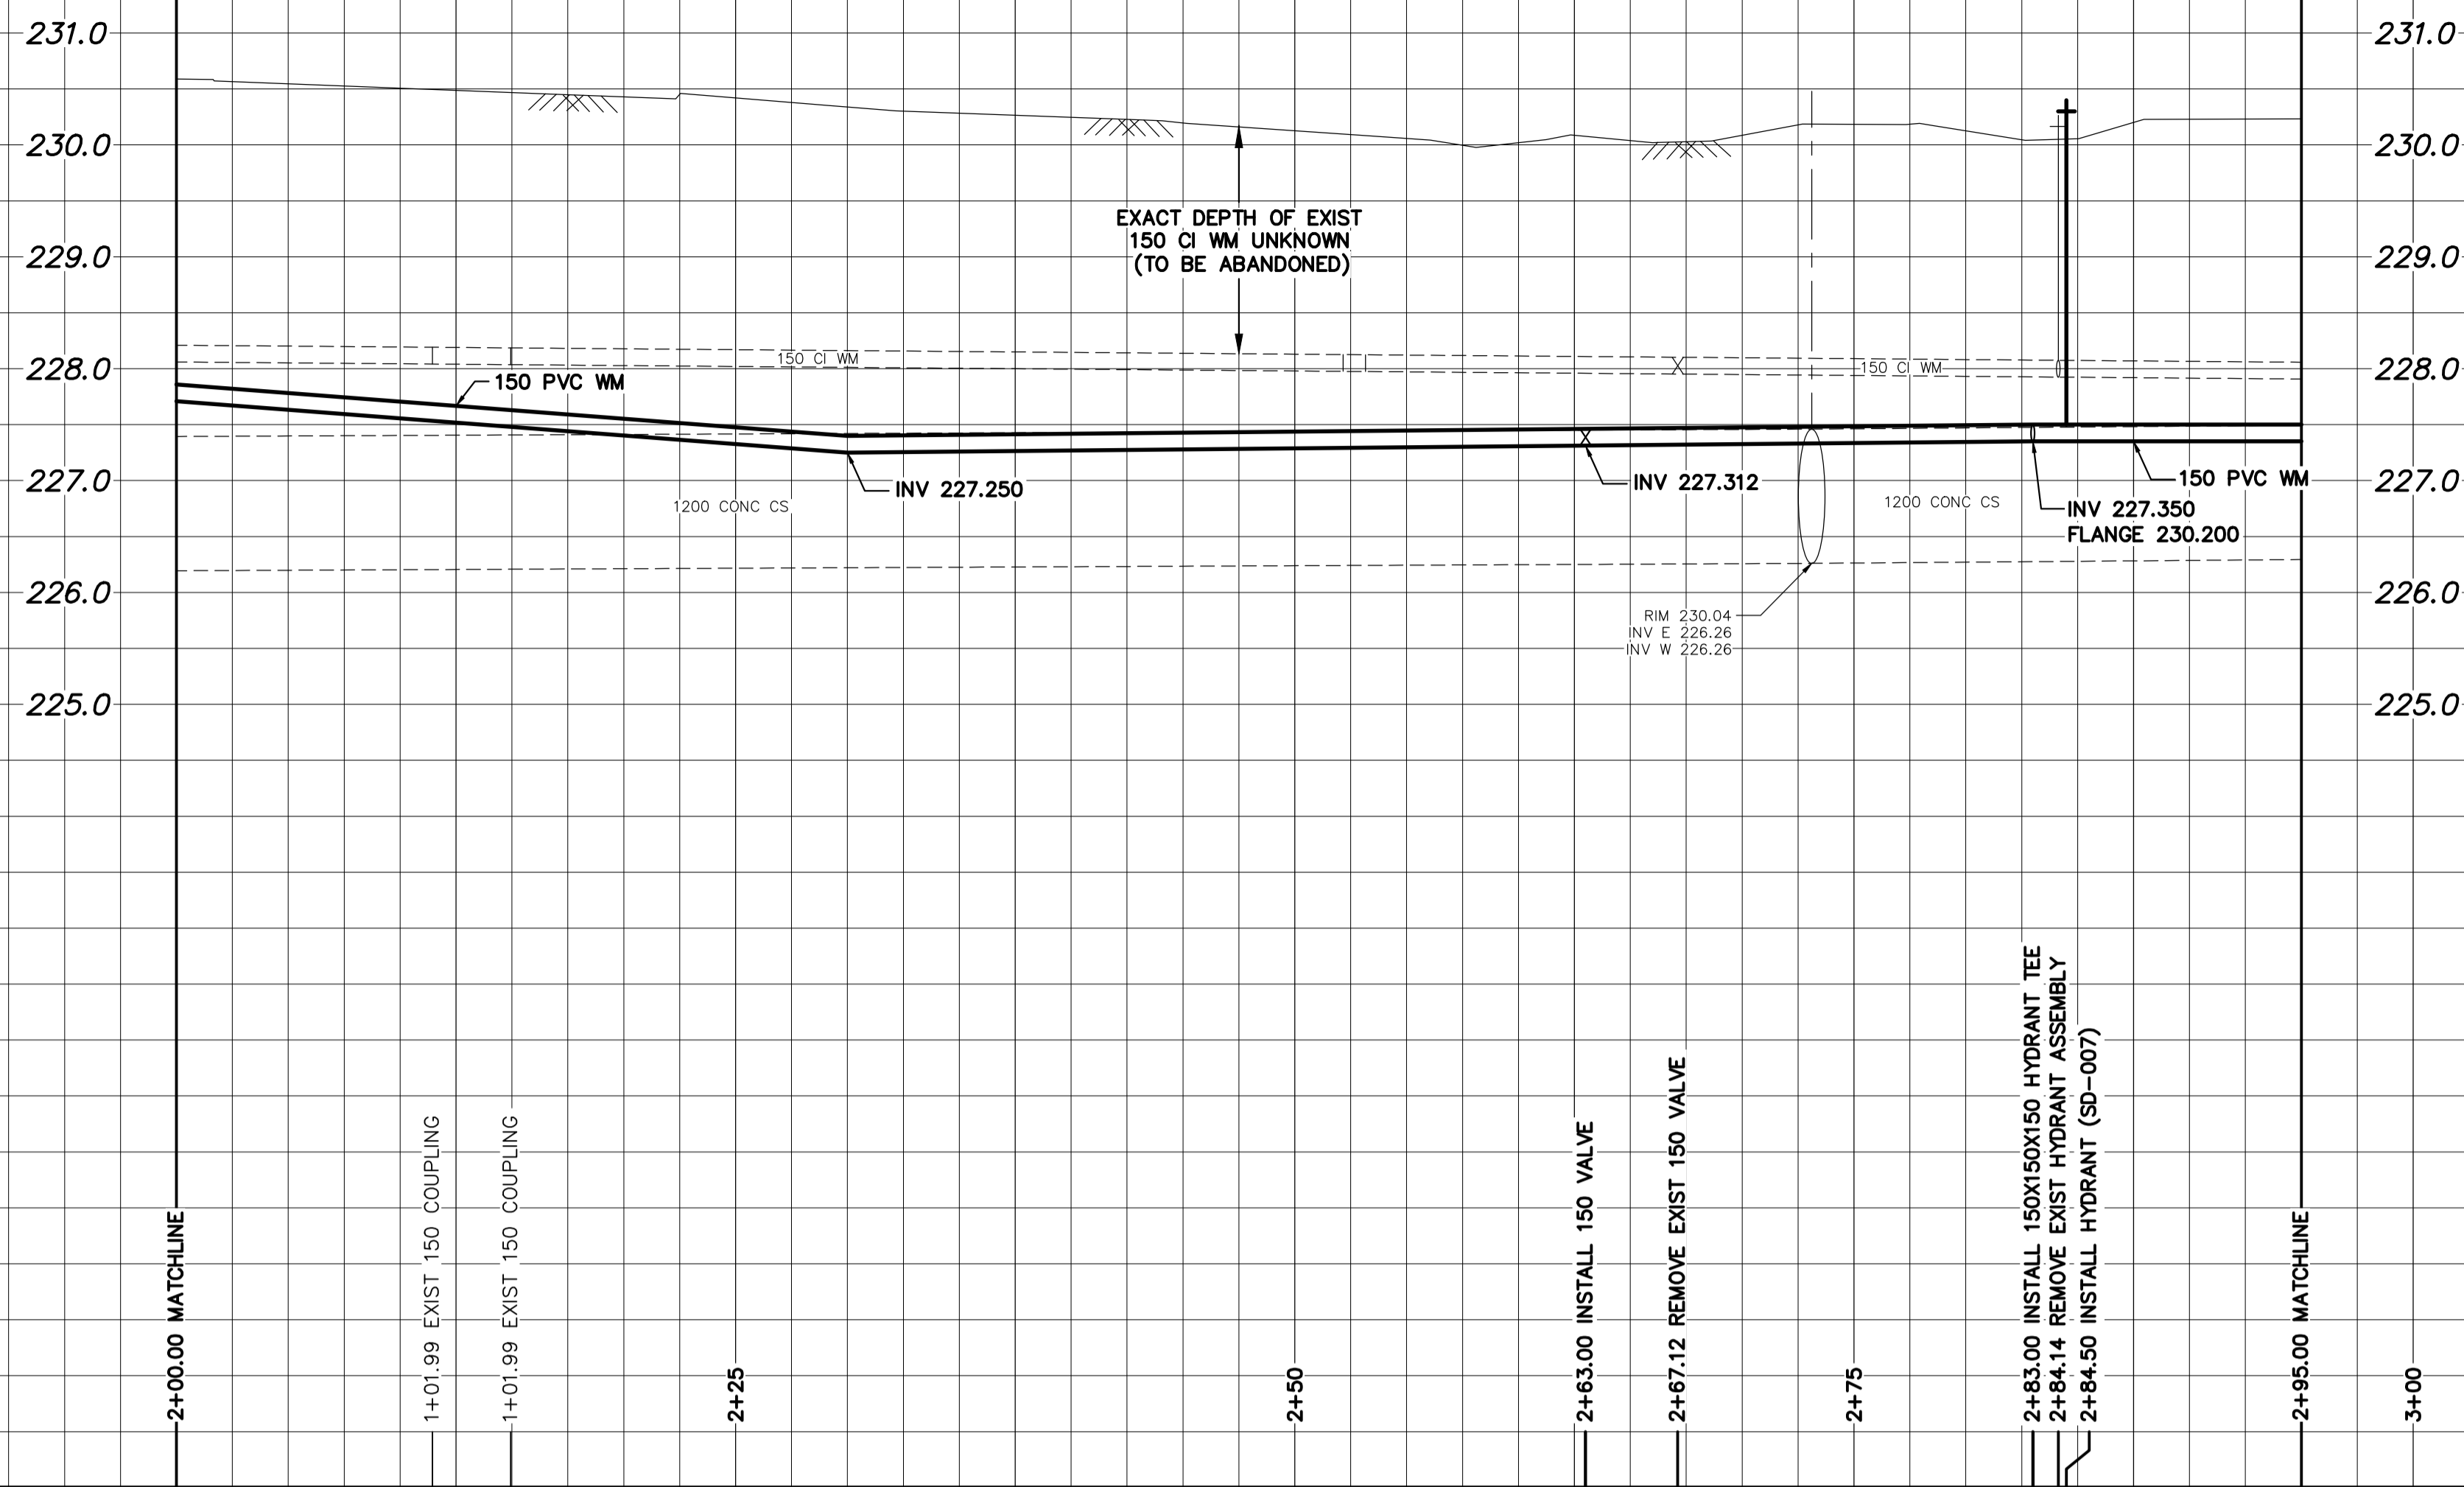 231.0
231.0
230.0
230.0
EXACT DEPTH OF EXIST
150 CI WM UNKNOWN
(TO BE ABANDONED)
229.0
229.0
150 CI WM
150 CI WM
228.0
228.0
150 PVC WM
INV 227.250
INV 227.312
150 PVC WM
227.0
227.0
1200 CONC CS
1200 CONC CS
INV 227.350
FLANGE 230.200
226.0
226.0
RIM 230.04
INV E 226.26
INV W 226.26
225.0
225.0
2+00.00 MATCHLINE
1+01.99 EXIST 150 COUPLING
1+01.99 EXIST 150 COUPLING
2+25
2+50
2+63.00 INSTALL 150 VALVE
2+67.12 REMOVE EXIST 150 VALVE
2+75
2+83.00 INSTALL 150X150X150 HYDRANT TEE
2+84.14 REMOVE EXIST HYDRANT ASSEMBLY
2+84.50 INSTALL HYDRANT (SD-007)
2+95.00 MATCHLINE
3+00